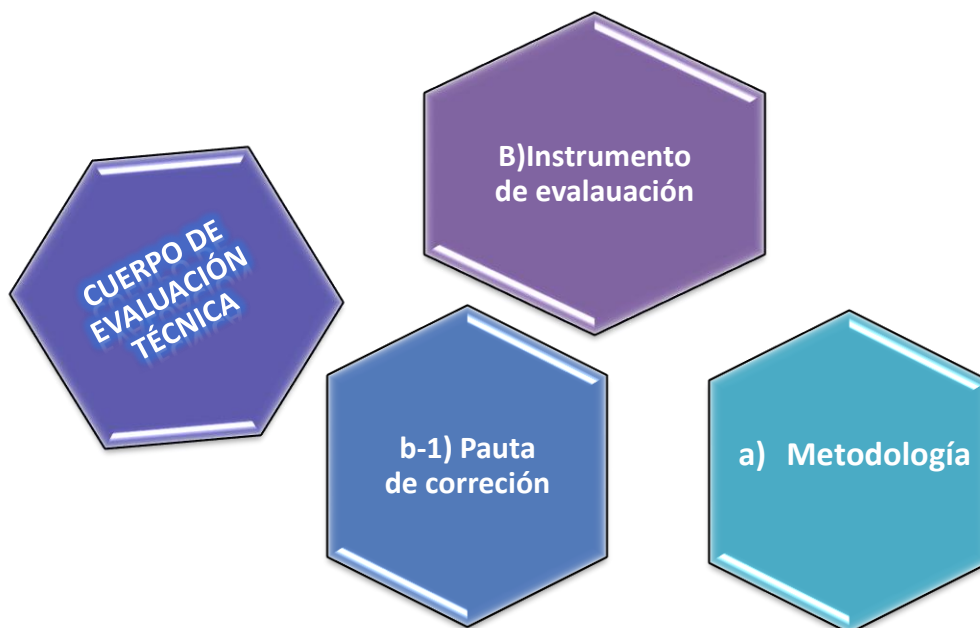 CUERPO DE
EVALUACIÓN
TÉCNICA
B)Instrumento
de evalauación
b-1) Pauta
de correción
a) Metodología